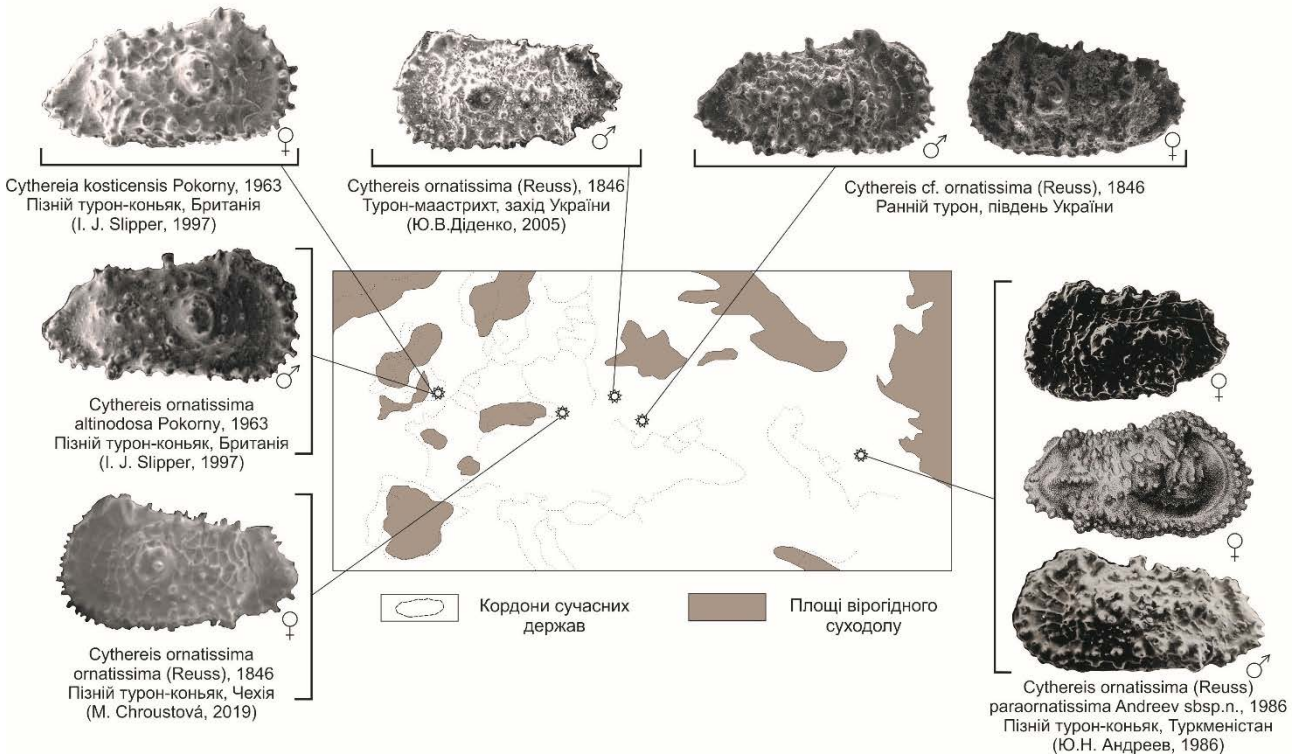 ♀
♂
♂
♀
Cythereia kosticensis Pokorny, 1963
Пізній турон-коньяк, Британія
(I. J. Slipper, 1997)
Cythereis ornatissima (Reuss), 1846
Турон-маастрихт, захід України
(Ю.В.Діденко, 2005)
Cythereis cf. ornatissima (Reuss), 1846
Ранній турон, південь України
♂
Cythereis ornatissima
altinodosa Pokorny, 1963
Пізній турон-коньяк, Британія
(I. J. Slipper, 1997)
♀
Cythereis ornatissima
ornatissima (Reuss), 1846
Пізній турон-коньяк, Чехія
(M. Chroustová, 2019)
Кордони сучасних
держав
Площі вірогідного
суходолу
♀
♀
♂
Cythereis ornatissima (Reuss)
paraornatissima Andreev sbsp.n., 1986
Пізній турон-коньяк, Туркменістан
(Ю.Н. Андреев, 1986)